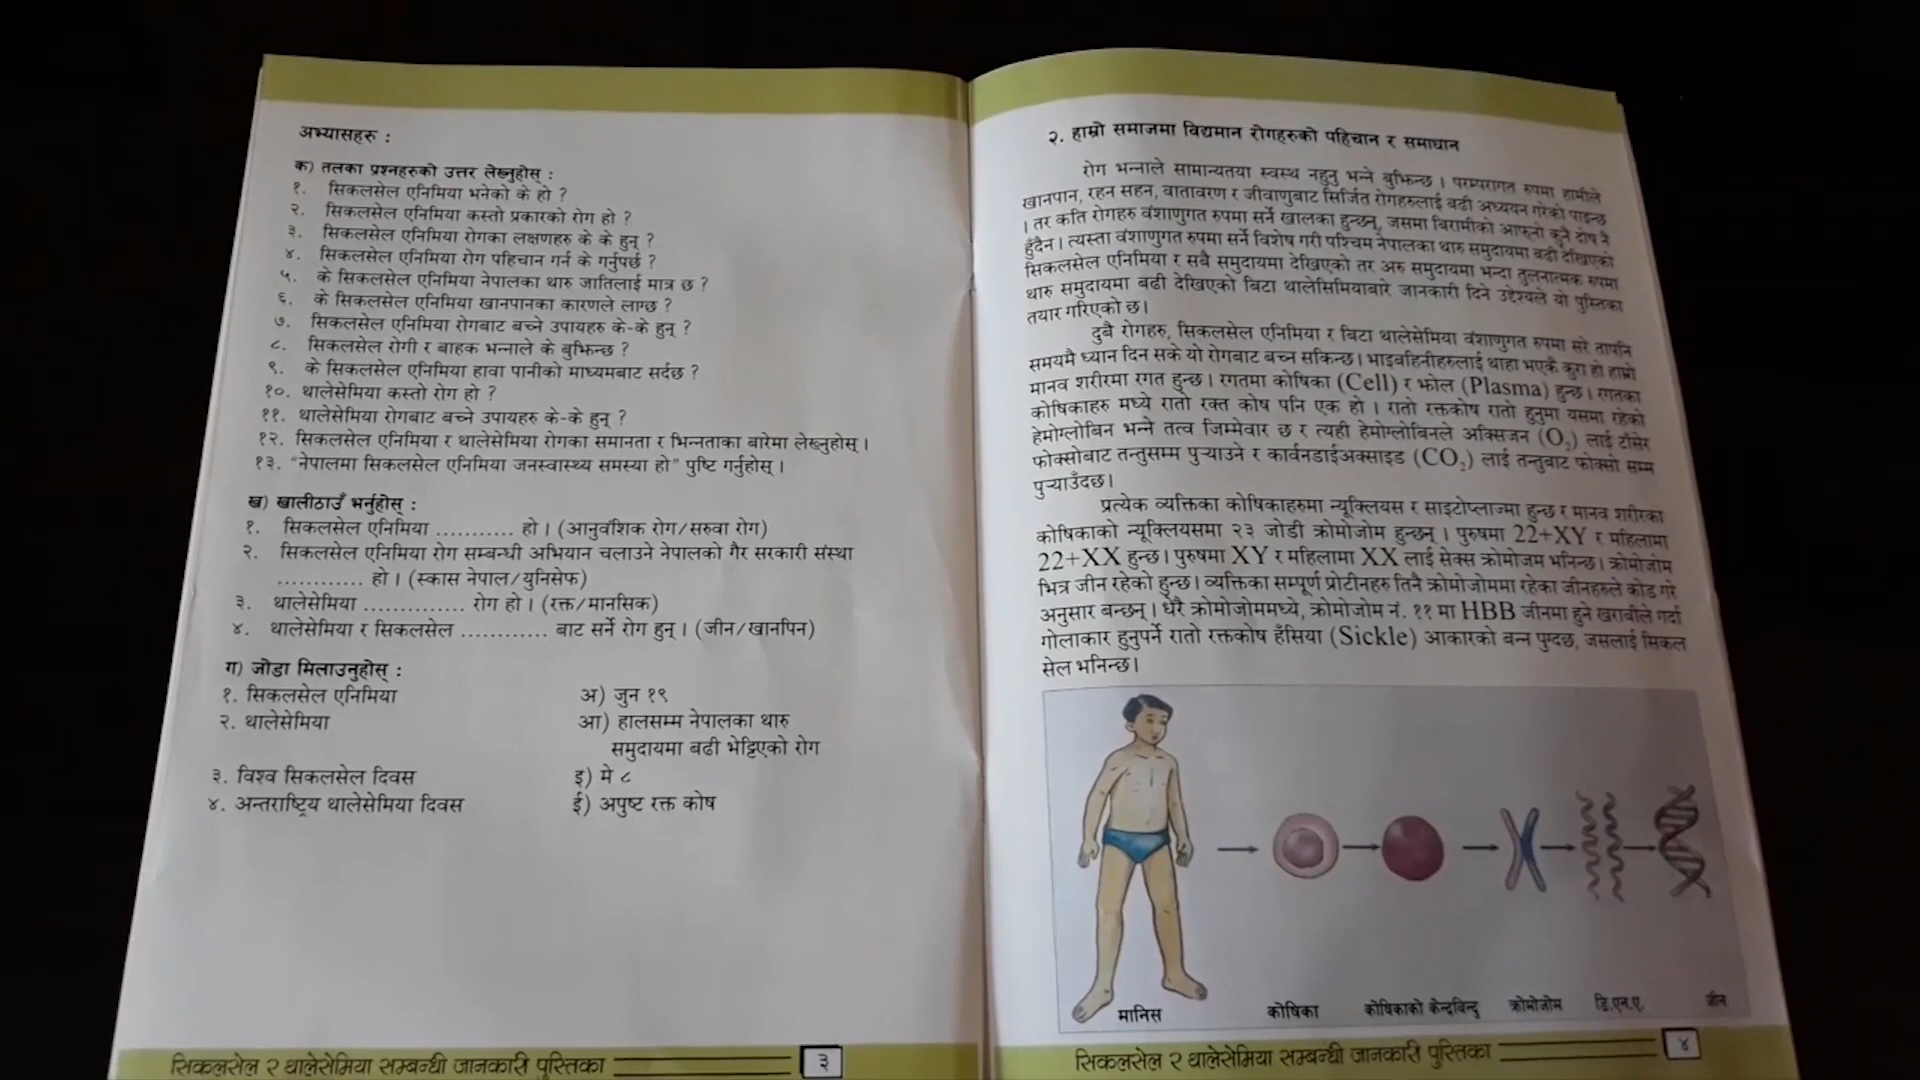 अभ्यासहरु :
क) तलका प्रश्नहरुको उत्तर लेख्नुहोस् :
१. सिकलसेल एनिमिया भनेको के हो ?
२. सिकलसेल एनिमिया कस्तो प्रकारको रोग हो ?
३. सिकलसेल एनिमिया रोगका लक्षणहरु के के हुन् ?
४. सिकलसेल एनिमिया रोग पहिचान गर्न के गर्नुपर्छ ?
५. के सिकलसेल एनिमिया नेपालका थारु जातिलाई मात्र छ ?
६. के सिकलसेल एनिमिया खानपानका कारणले लाग्छ ?
७. सिकलसेल एनिमिया रोगबाट बच्ने उपायहरु के-के हुन् ?
८. सिकलसेल रोगी र बाहक भन्नाले के बुझिन्छ ?
९. के सिकलसेल एनिमिया हावा पानीको माध्यमबाट सर्दछ ?
१०. थालेसेमिया कस्तो रोग हो ?
११. थालेसेमिया रोगबाट बच्ने उपायहरु के-के हुन् ?
१२. सिकलसेल एनिमिया र थालेसेमिया रोगका समानता र भिन्नताका बारेमा लेख्नुहोस् ।
१३. "नेपालमा सिकलसेल एनिमिया जनस्वास्थ्य समस्या हो" पुष्टि गर्नुहोस् ।
ख) खालीठाउँ भर्नुहोस् :
१. सिकलसेल एनिमिया ........... हो । (आनुवंशिक रोग/सरुवा रोग)
२. सिकलसेल एनिमिया रोग सम्बन्धी अभियान चलाउने नेपालको गैर सरकारी संस्था
............ हो । (स्कास नेपाल/युनिसेफ)
३. थालेसेमिया .............. रोग हो । (रक्त/मानसिक)
४. थालेसेमिया र सिकलसेल ............ बाट सर्ने रोग हुन् । (जीन/खानपिन)
ग) जोडा मिलाउनुहोस् :
१. सिकलसेल एनिमिया अ) जुन १९
२. थालेसेमिया आ) हालसम्म नेपालका थारु
समुदायमा बढी भेट्टिएको रोग
३. विश्व सिकलसेल दिवस इ) मे ८
४. अन्तराष्ट्रिय थालेसेमिया दिवस ई) अपुष्ट रक्त कोष
सिकलसेल र थालेसेमिया सम्बन्धी जानकारी पुस्तिका ३
२. हाम्रो समाजमा विद्यमान रोगहरुको पहिचान र समाधान
रोग भन्नाले सामान्यतया स्वस्थ नहुनु भन्ने बुझिन्छ । परम्परागत रुपमा हामीले
खानपान, रहन सहन, वातावरण र जीवाणुबाट सिर्जित रोगहरुलाई बढी अध्ययन गरेको पाइन्छ
। तर कति रोगहरु वंशाणुगत रुपमा सर्ने खालका हुन्छन्, जसमा बिरामीको आफ्नो कुनै दोष नै
हुँदैन । त्यस्ता वंशाणुगत रुपमा सर्ने विशेष गरी पश्चिम नेपालका थारु समुदायमा बढी देखिएको
सिकलसेल एनिमिया र सबै समुदायमा देखिएको तर अरु समुदायमा भन्दा तुलनात्मक रुपमा
थारु समुदायमा बढी देखिएको बिटा थालेसिमियाबारे जानकारी दिने उद्देश्यले यो पुस्तिका
तयार गरिएको छ।
दुबै रोगहरु, सिकलसेल एनिमिया र बिटा थालेसेमिया वंशाणुगत रुपमा सरे तापनि
समयमै ध्यान दिन सके यो रोगबाट बच्न सकिन्छ। भाइबहिनीहरुलाई थाहा भएकै कुरा हो हाम्रो
मानव शरीरमा रगत हुन्छ । रगतमा कोषिका (Cell) र झोल (Plasma) हुन्छ । रगतका
कोषिकाहरु मध्ये रातो रक्त कोष पनि एक हो । रातो रक्तकोष रातो हुनुमा यसमा रहेको
हेमोग्लोबिन भन्ने तत्व जिम्मेवार छ र त्यही हेमोग्लोबिनले अक्सिजन (O₂) लाई टाँसेर
फोक्सोबाट तन्तुसम्म पुऱ्याउने र कार्वनडाईअक्साइड (CO₂) लाई तन्तुबाट फोक्सो सम्म
पुऱ्याउँदछ।
प्रत्येक व्यक्तिका कोषिकाहरुमा न्यूक्लियस र साइटोप्लाज्मा हुन्छ र मानव शरीरका
कोषिकाको न्यूक्लियसमा २३ जोडी क्रोमोजोम हुन्छन् । पुरुषमा 22+XY र महिलामा
22+XX हुन्छ। पुरुषमा XY र महिलामा XX लाई सेक्स क्रोमोजम भनिन्छ। क्रोमोजोम
भित्र जीन रहेको हुन्छ। व्यक्तिका सम्पूर्ण प्रोटीनहरु तिनै क्रोमोजोममा रहेका जीनहरुले कोड गरे
अनुसार बन्छन् । धेरै क्रोमोजोममध्ये, क्रोमोजोम नं. ११ मा HBB जीनमा हुने खराबीले गर्दा
गोलाकार हुनुपर्ने रातो रक्तकोष हँसिया (Sickle) आकारको बन्न पुग्दछ, जसलाई सिकल
सेल भनिन्छ।
मानिस कोषिका कोषिकाको केन्द्रविन्दु क्रोमोजोम डि.एन.ए. जीन
सिकलसेल र थालेसेमिया सम्बन्धी जानकारी पुस्तिका ४